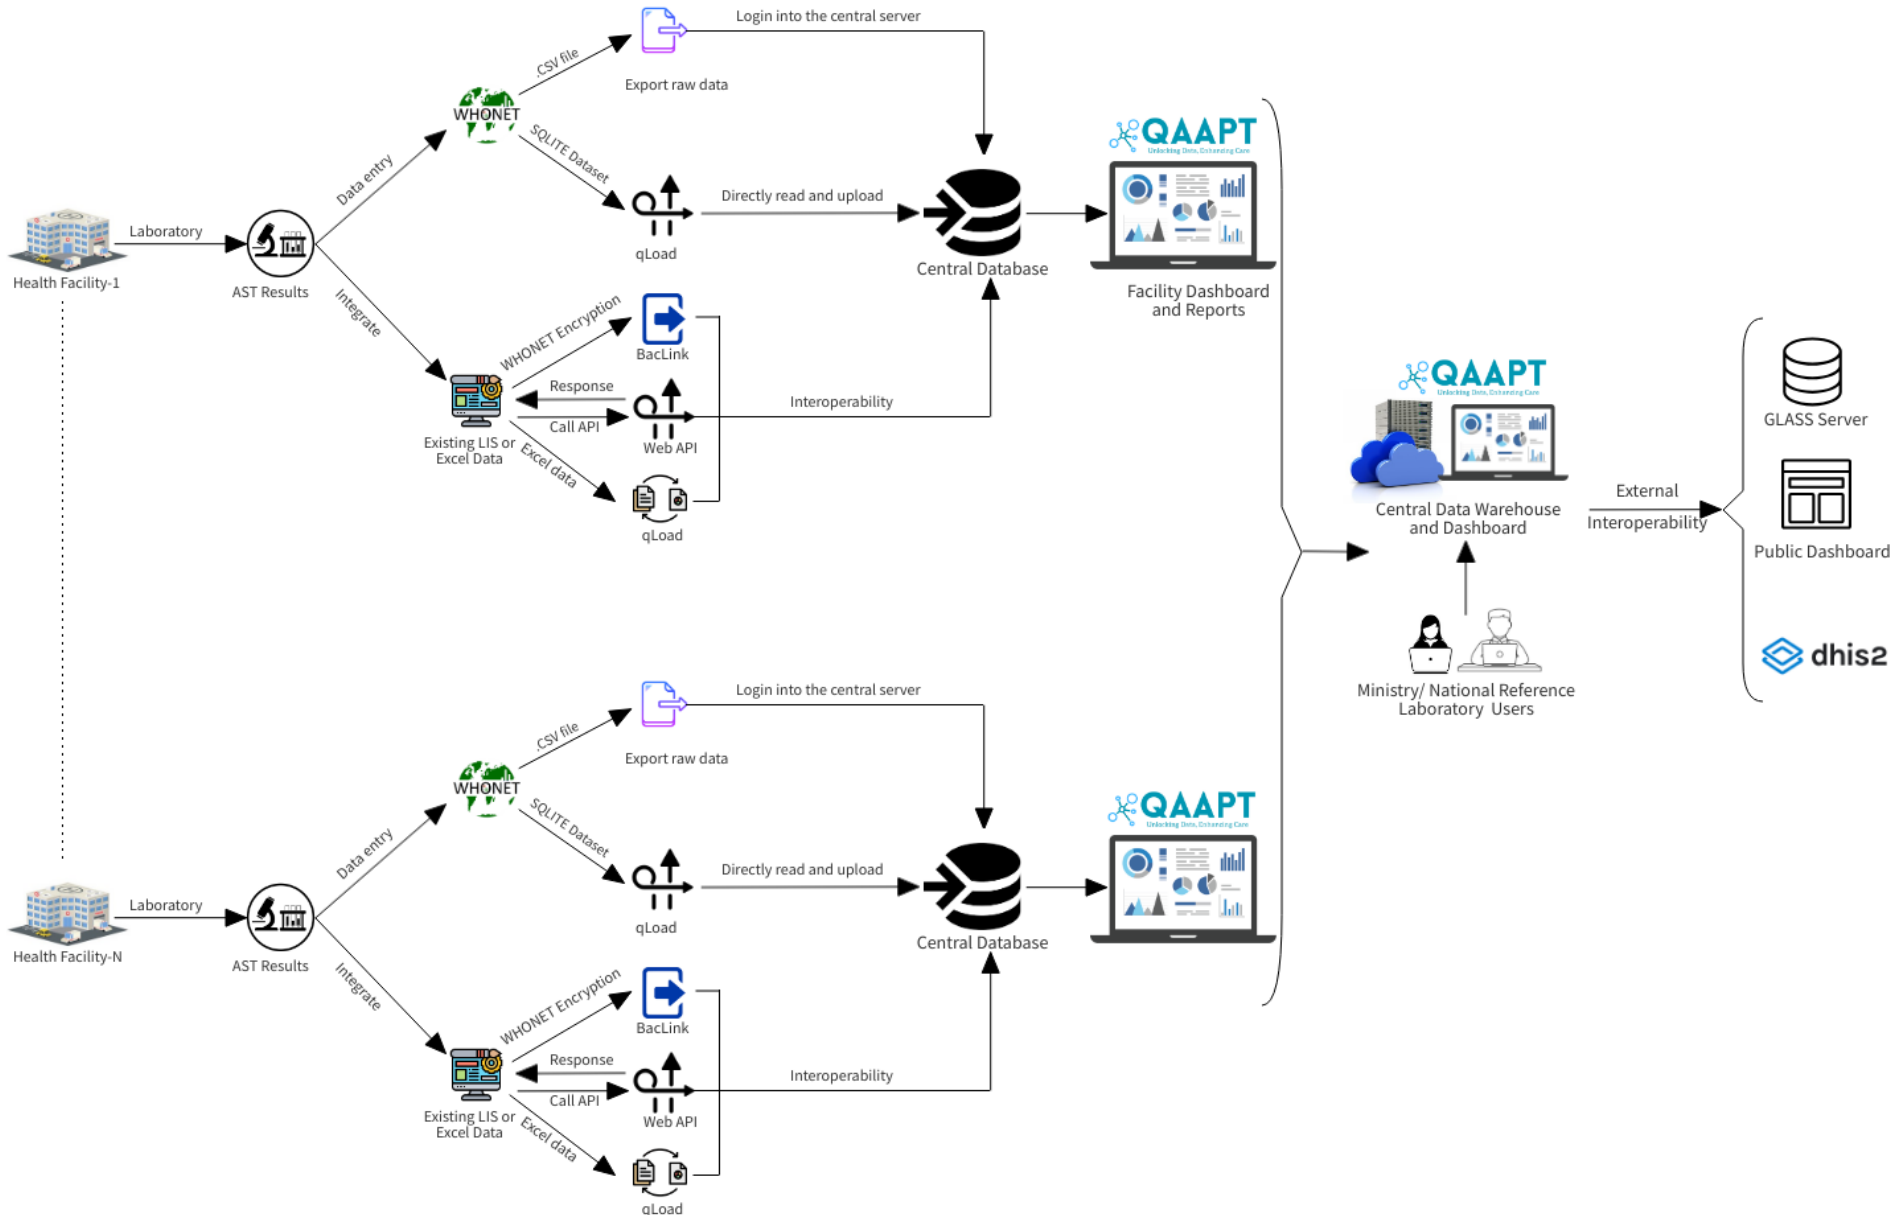 Login into the central server
.CSV file
Export raw data
WHONET
SQLITE Dataset
Data entry
QAAPT
Unlocking Data, Enhancing Care
Directly read and upload
Laboratory
qLoad
Central Database
Health Facility-1
AST Results
Facility Dashboard
and Reports
Integrate
WHONET Encryption
BacLink
Response
Interoperability
Call API
Web API
Existing LIS or
Excel Data
Excel data
qLoad
QAAPT
Unlocking Data, Enhancing Care
GLASS Server
External
Interoperability
Central Data Warehouse
and Dashboard
Public Dashboard
dhis2
Ministry/ National Reference
Laboratory Users
Login into the central server
.CSV file
Export raw data
WHONET
SQLITE Dataset
Data entry
QAAPT
Unlocking Data, Enhancing Care
Directly read and upload
Laboratory
qLoad
Central Database
Health Facility-N
AST Results
Integrate
WHONET Encryption
BacLink
Response
Interoperability
Call API
Web API
Existing LIS or
Excel Data
Excel data
qLoad